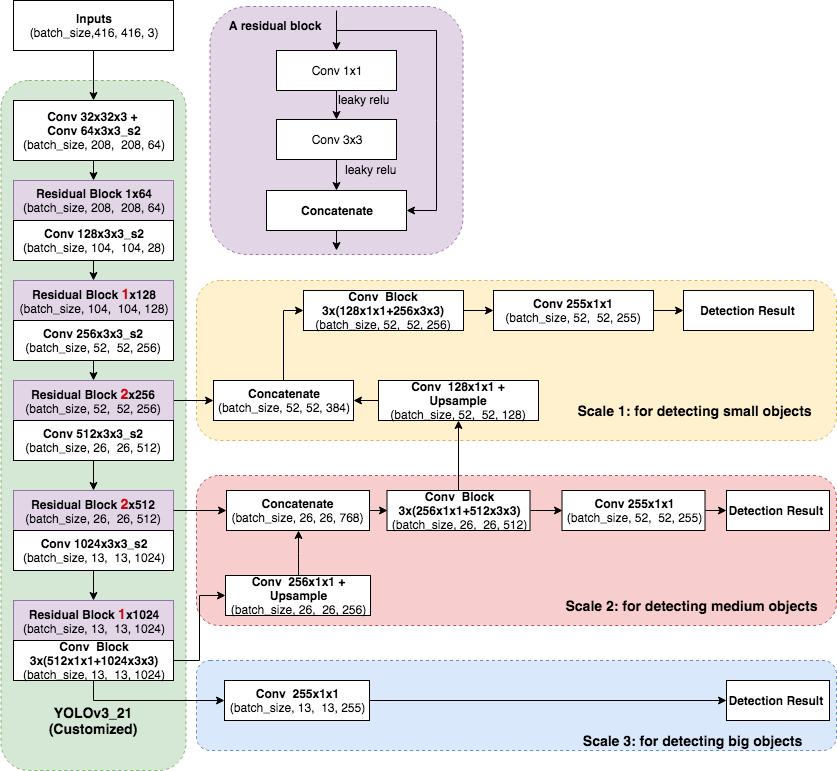 Inputs
(batch_size,416, 416, 3)
Conv 32x32x3 +
Conv 64x3x3_s2
(batch_size, 208,  208, 64)
Residual Block 1x64
(batch_size, 208, 208, 64)
Conv 128x3x3_s2
(batch_size, 104, 104, 28)
Residual Block 1x128
(batch_size, 104, 104, 128)
Conv 256x3x3_s2
(batch_size, 52, 52, 256)
Residual Block 2x256
(batch_size, 52, 52, 256)
Conv 512x3x3_s2
(batch_size, 26, 26, 512)
Residual Block 2x512
(batch_size, 26, 26, 512)
Conv 1024x3x3_s2
(batch_size, 13, 13, 1024)
Residual Block 1x1024
(batch_size, 13, 13, 1024)
Conv Block
3x(512x1x1+1024x3x3)
(batch_size, 13, 13, 1024)
YOLOv3_21
(Customized)
A residual block
Conv 1x1
leaky relu
Conv 3x3
leaky relu
Concatenate
Conv Block
3x(128x1x1+256x3x3)
(batch_size, 52, 52, 256)
Conv 255x1x1
(batch_size, 52, 52, 255)
Detection Result
Concatenate
(batch_size, 52, 52, 384)
Conv 128x1x1 +
Upsample
(batch_size, 52, 52, 128)
Scale 1: for detecting small objects
Concatenate
(batch_size, 26, 26, 768)
Conv Block
3x(256x1x1+512x3x3)
(batch_size, 26, 26, 512)
Conv 255x1x1
(batch_size, 52, 52, 255)
Detection Result
Conv 256x1x1 +
Upsample
(batch_size, 26, 26, 256)
Scale 2: for detecting medium objects
Conv 255x1x1
(batch_size, 13, 13, 255)
Detection Result
Scale 3: for detecting big objects